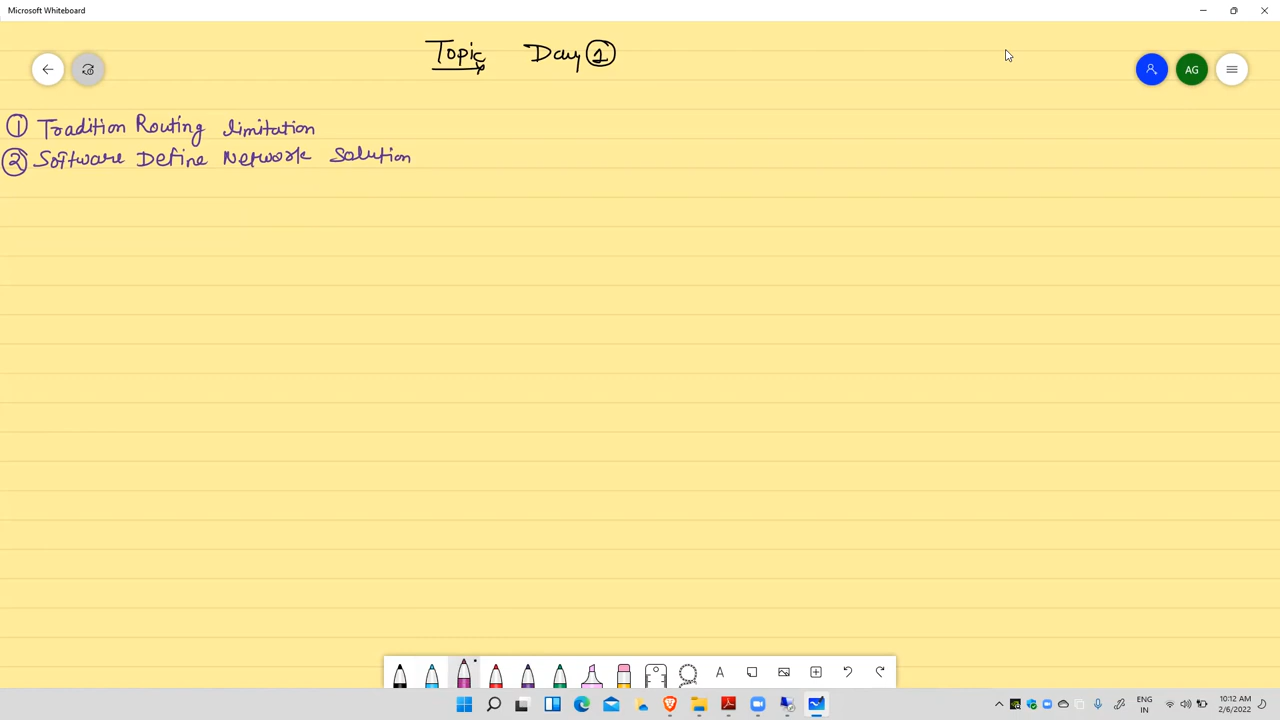 Microsoft Whiteboard
Topic Day ①
AG
① Tradition Routing limitation
② Software Define Network Solution
A
ENG
IN
10:12 AM
2/6/2022